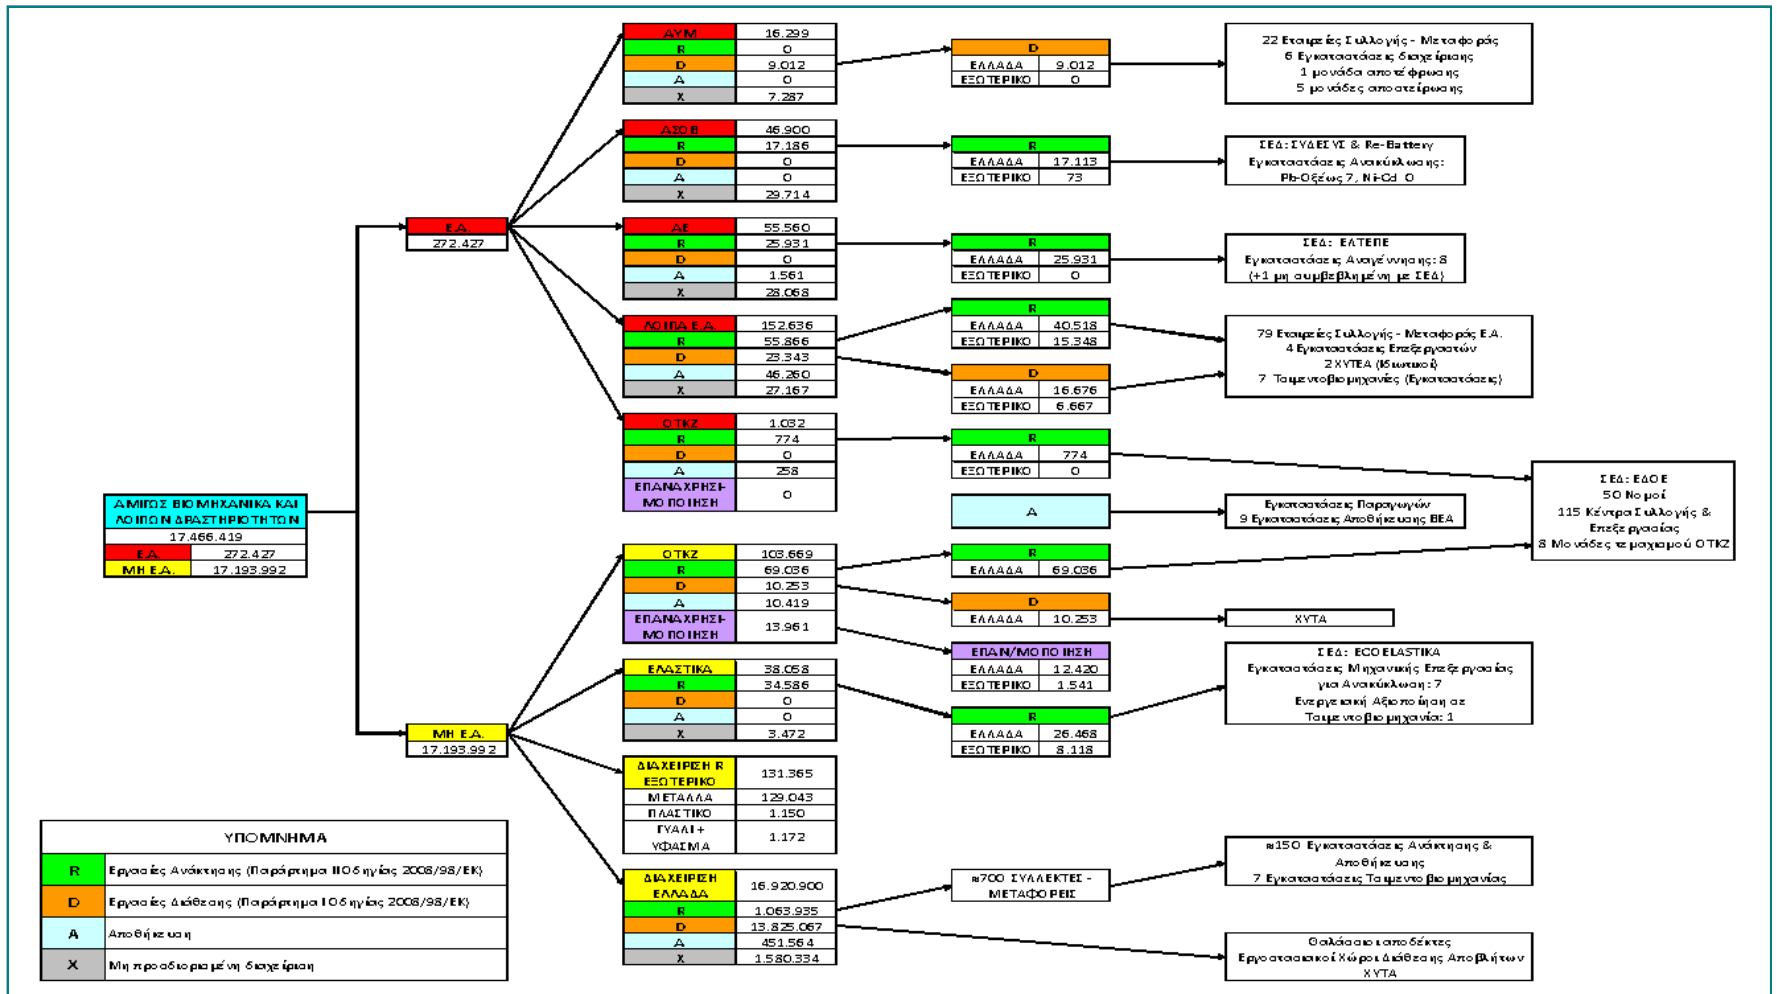 ΑΜΙΓΩΣ ΒΙΟΜΗΧΑΝΙΚΑ ΚΑΙ
ΛΟΙΠΩΝ ΔΡΑΣΤΗΡΙΟΤΗΤΩΝ
17.466.419
Ε.Α. 272.427
ΜΗ Ε.Α. 17.193.992
Ε.Α.
272.427
ΜΗ Ε.Α.
17.193.992
ΑΥΜ 16.299
R 0
D 9.012
Α 0
Χ 7.287
D
ΕΛΛΑΔΑ 9.012
ΕΞΩΤΕΡΙΚΟ 0
22 Εταιρείες Συλλογής - Μεταφοράς
6 Εγκαταστάσεις διαχείρισης
1 μονάδα αποτέφρωσης
5 μονάδες αποστείρωσης
ΑΣΟΒ 46.900
R 17.186
D 0
Α 0
Χ 29.714
R
ΕΛΛΑΔΑ 17.113
ΕΞΩΤΕΡΙΚΟ 73
ΣΕΔ: ΣΥΔΕΣΥΣ & Re-Battery
Εγκαταστάσεις Ανακύκλωσης:
Pb-Οξέως 7, Ni-Cd 0
ΑΕ 55.560
R 25.931
D 0
Α 1.561
Χ 28.068
R
ΕΛΛΑΔΑ 25.931
ΕΞΩΤΕΡΙΚΟ 0
ΣΕΔ: ΕΛΤΕΠΕ
Εγκαταστάσεις Αναγέννησης: 8
(+1 μη συμβεβλημένη με ΣΕΔ)
ΛΟΙΠΑ Ε.Α. 152.636
R 55.866
D 23.343
Α 46.260
Χ 27.167
R
ΕΛΛΑΔΑ 40.518
ΕΞΩΤΕΡΙΚΟ 15.348
D
ΕΛΛΑΔΑ 16.676
ΕΞΩΤΕΡΙΚΟ 6.667
79 Εταιρείες Συλλογής - Μεταφοράς Ε.Α.
4 Εγκαταστάσεις Επεξεργαστών
2 ΧΥΤΕΑ (Ιδιωτικοί)
7 Τσιμεντοβιομηχανίες (Εγκαταστάσεις)
ΟΤΚΖ 1.032
R 774
D 0
Α 258
ΕΠΑΝΑΧΡΗΣΙ-
ΜΟΠΟΙΗΣΗ 0
R
ΕΛΛΑΔΑ 774
ΕΞΩΤΕΡΙΚΟ 0
Α
Εγκαταστάσεις Παραγωγών
9 Εγκαταστάσεις Αποθήκευσης ΒΕΑ
ΣΕΔ: ΕΔΟΕ
50 Νομοί
115 Κέντρα Συλλογής &
Επεξεργασίας
8 Μονάδες τεμαχισμού ΟΤΚΖ
ΟΤΚΖ 103.669
R 69.036
D 10.253
Α 10.419
ΕΠΑΝΑΧΡΗΣΙ-
ΜΟΠΟΙΗΣΗ 13.961
R
ΕΛΛΑΔΑ 69.036
D
ΕΛΛΑΔΑ 10.253
ΧΥΤΑ
ΕΠΑΝ/ΜΟΠΟΙΗΣΗ
ΕΛΛΑΔΑ 12.420
ΕΞΩΤΕΡΙΚΟ 1.541
ΕΛΑΣΤΙΚΑ 38.058
R 34.586
D 0
Α 0
Χ 3.472
R
ΕΛΛΑΔΑ 26.468
ΕΞΩΤΕΡΙΚΟ 8.118
ΣΕΔ: ECOELASTIKA
Εγκαταστάσεις Μηχανικής Επεξεργασίας
για Ανακύκλωση: 7
Ενεργειακή Αξιοποίηση σε
Τσιμεντοβιομηχανία: 1
ΔΙΑΧΕΙΡΙΣΗ R
ΕΞΩΤΕΡΙΚΟ 131.365
ΜΕΤΑΛΛΑ 129.043
ΠΛΑΣΤΙΚΟ 1.150
ΓΥΑΛΙ +
ΥΦΑΣΜΑ 1.172
ΔΙΑΧΕΙΡΙΣΗ
ΕΛΛΑΔΑ 16.920.900
R 1.063.935
D 13.825.067
Α 451.564
Χ 1.580.334
≈700 ΣΥΛΛΕΚΤΕΣ -
ΜΕΤΑΦΟΡΕΙΣ
≈150 Εγκαταστάσεις Ανάκτησης &
Αποθήκευσης
7 Εγκαταστάσεις Τσιμεντοβιομηχανίας
Θαλάσσιοι αποδέκτες
Εργοστασιακοί Χώροι Διάθεσης Αποβλήτων
ΧΥΤΑ
ΥΠΟΜΝΗΜΑ
R Εργασίες Ανάκτησης (Παράρτημα ΙΙ Οδηγίας 2008/98/ΕΚ)
D Εργασίες Διάθεσης (Παράρτημα Ι Οδηγίας 2008/98/ΕΚ)
Α Αποθήκευση
Χ Μη προσδιορισμένη διαχείριση